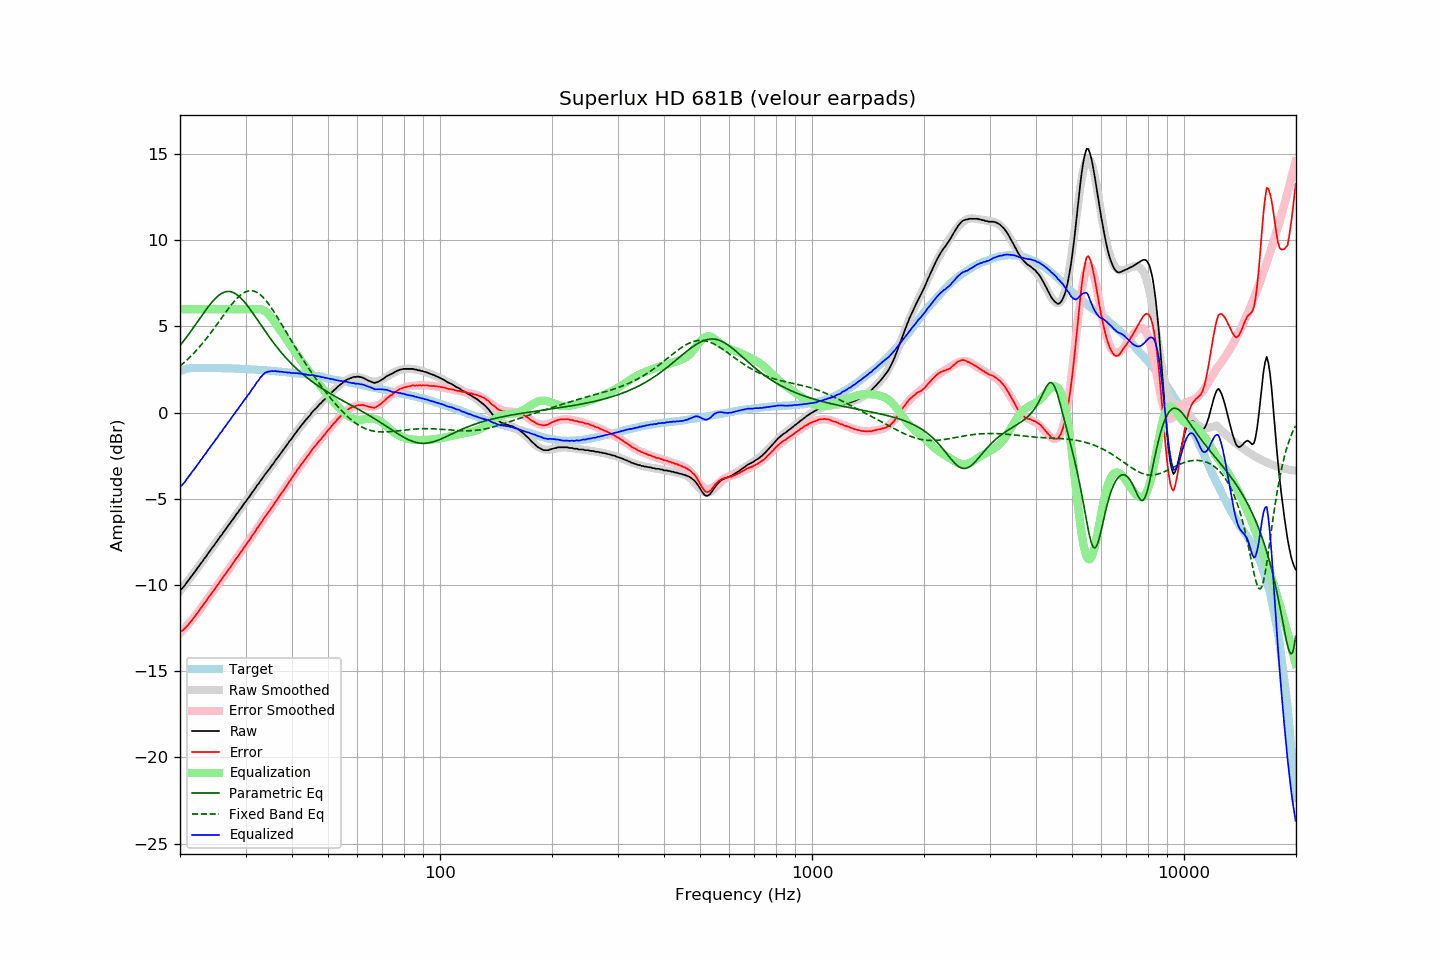 Superlux HD 681B (velour earpads)
15
10
5
0
−5
−10
−15
−20
−25
Amplitude (dBr)
Target
Raw Smoothed
Error Smoothed
Raw
Error
Equalization
Parametric Eq
Fixed Band Eq
Equalized
100
1000
10000
Frequency (Hz)